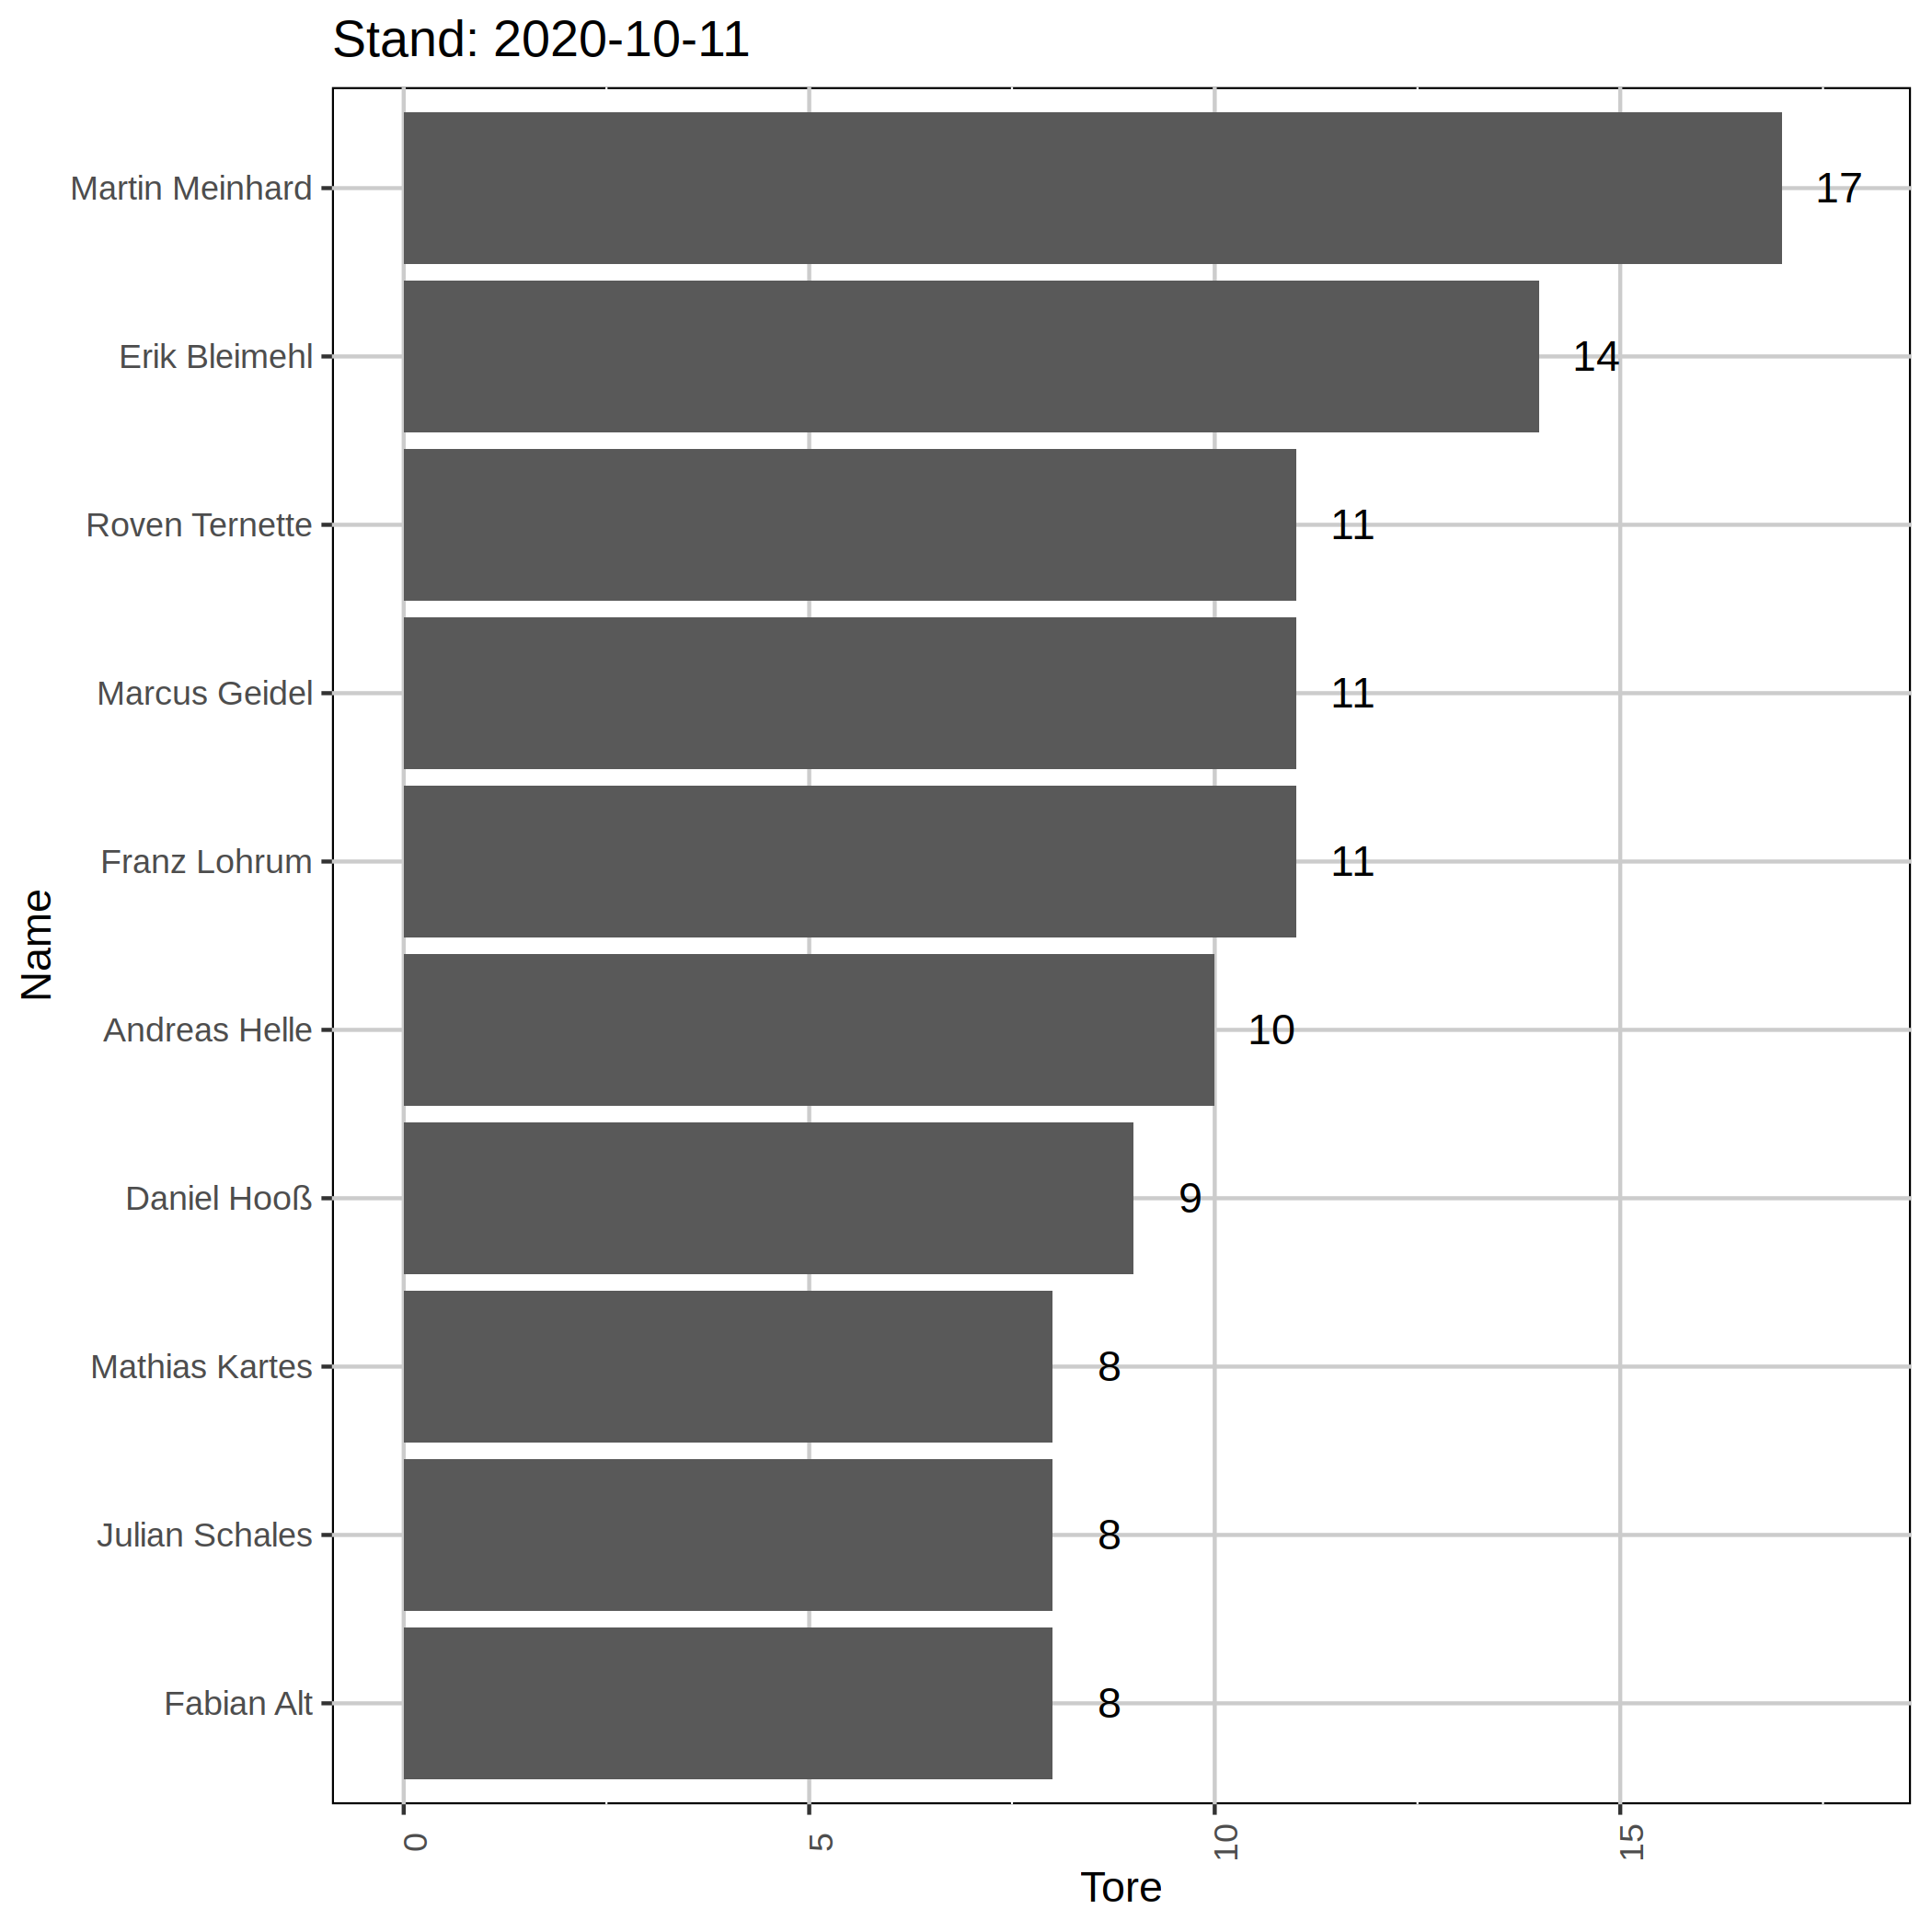 Stand: 2020-10-11
Martin Meinhard 17
Erik Bleimehl 14
Roven Ternette 11
Marcus Geidel 11
Franz Lohrum 11
Andreas Helle 10
Daniel Hooß 9
Mathias Kartes 8
Julian Schales 8
Fabian Alt 8
Name
0 5 10 15
Tore